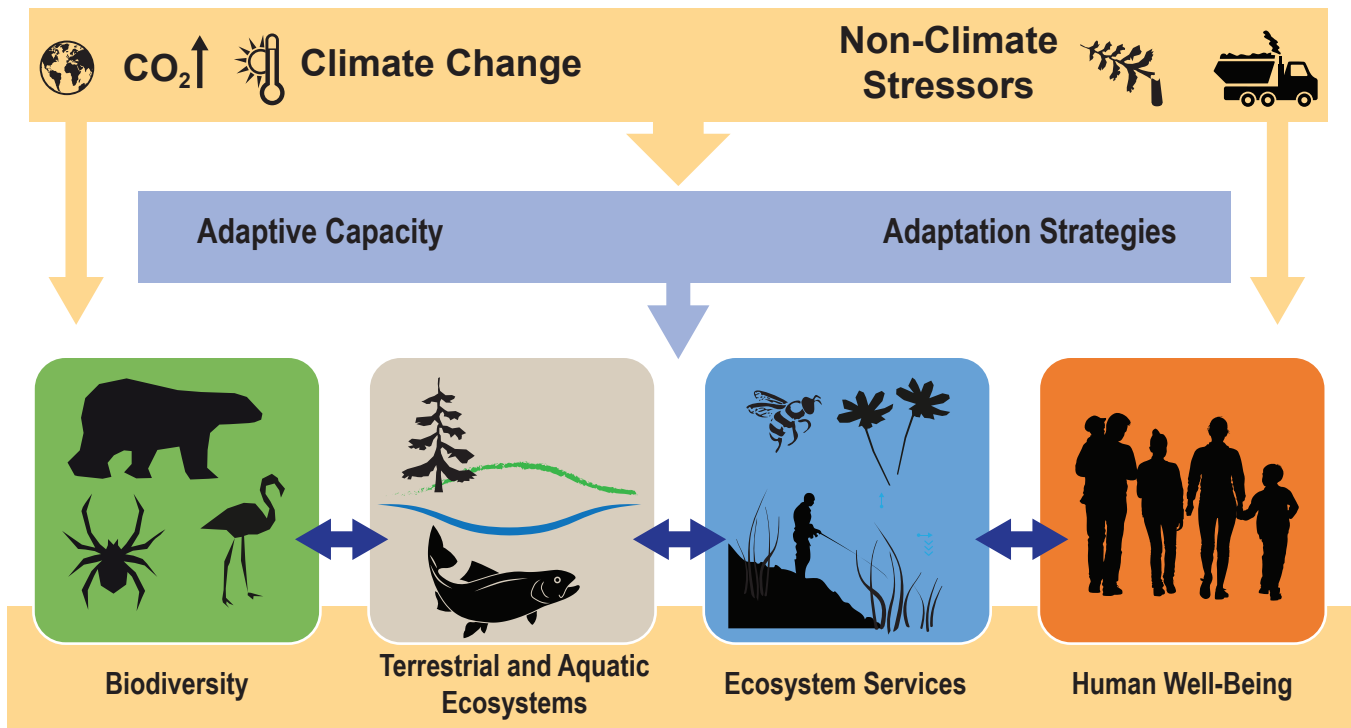 CO₂
Climate Change
Non-Climate
Stressors
Adaptive Capacity
Adaptation Strategies
Biodiversity
Terrestrial and Aquatic
Ecosystems
Ecosystem Services
Human Well-Being